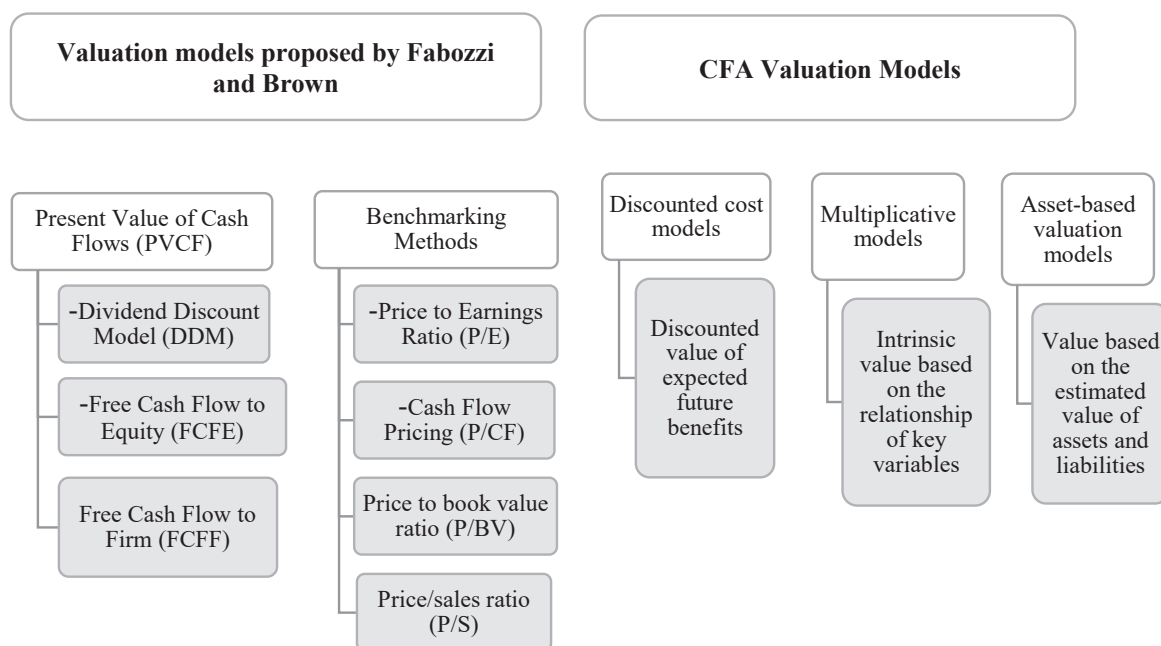 Valuation models proposed by Fabozzi
and Brown
CFA Valuation Models
Present Value of Cash
Flows (PVCF)
-Dividend Discount
Model (DDM)
-Free Cash Flow to
Equity (FCFE)
Free Cash Flow to
Firm (FCFF)
Benchmarking
Methods
-Price to Earnings
Ratio (P/E)
-Cash Flow
Pricing (P/CF)
Price to book value
ratio (P/BV)
Price/sales ratio
(P/S)
Discounted cost
models
Discounted
value of
expected
future
benefits
Multiplicative
models
Intrinsic
value based
on the
relationship
of key
variables
Asset-based
valuation
models
Value based
on the
estimated
value of
assets and
liabilities